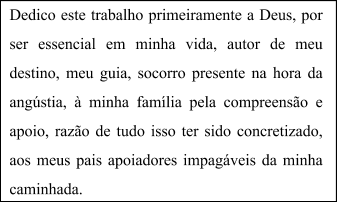 Dedico este trabalho primeiramente a Deus, por
ser essencial em minha vida, autor de meu
destino, meu guia, socorro presente na hora da
angústia, à minha família pela compreensão e
apoio, razão de tudo isso ter sido concretizado,
aos meus pais apoiadores impagáveis da minha
caminhada.